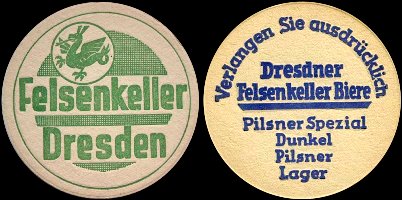 Felsenkeller
Dresden
Verlangen Sie ausdrücklich
Dresdner
Felsenkeller Biere
Pilsner Spezial
Dunkel
Pilsner
Lager